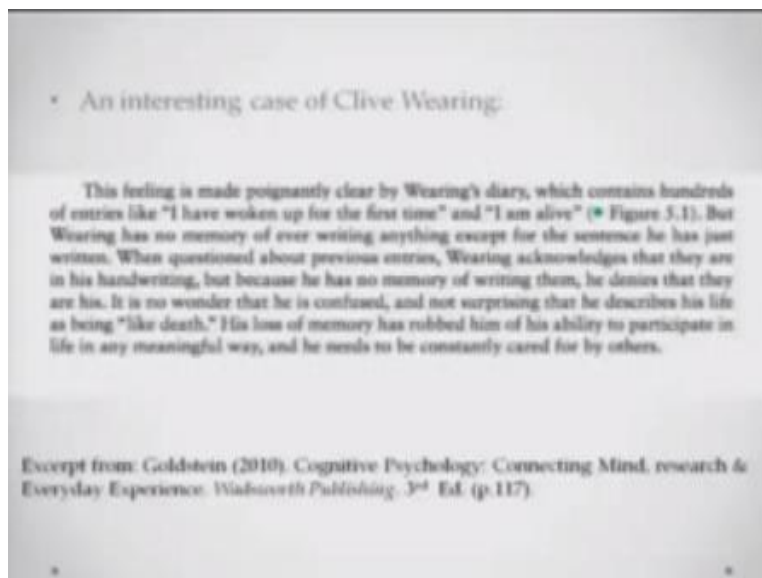 • An interesting case of Clive Wearing:
This feeling is made poignantly clear by Wearing's diary, which contains hundreds
of entries like "I have woken up for the first time" and "I am alive" (● Figure 5.1). But
Wearing has no memory of ever writing anything except for the sentence he has just
written. When questioned about previous entries, Wearing acknowledges that they are
in his handwriting, but because he has no memory of writing them, he denies that they
are his. It is no wonder that he is confused, and not surprising that he describes his life
as being "like death." His loss of memory has robbed him of his ability to participate in
life in any meaningful way, and he needs to be constantly cared for by others.
Excerpt from: Goldstein (2010). Cognitive Psychology: Connecting Mind, research &
Everyday Experience. Wadsworth Publishing. 3rd Ed. (p.117).